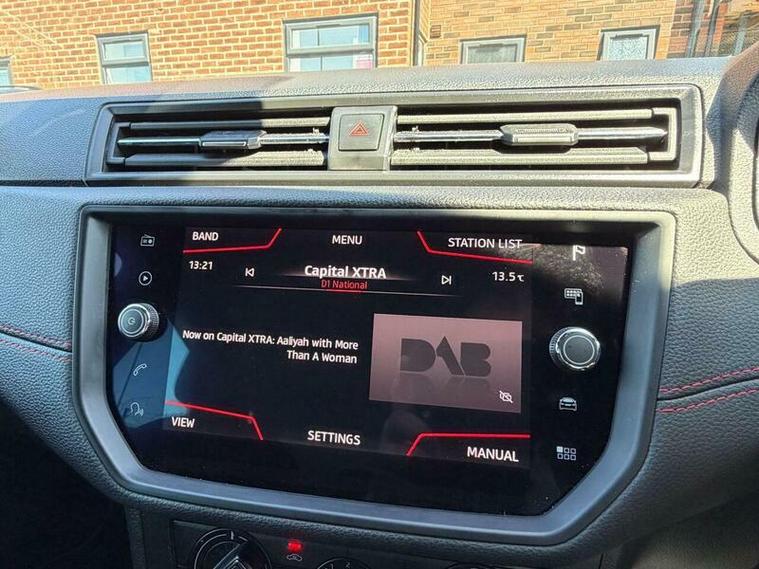 BAND
MENU
STATION LIST
13:21
Capital XTRA
13.5°C
D1 National
Now on Capital XTRA: Aaliyah with More
Than A Woman
DAB
VIEW
SETTINGS
MANUAL